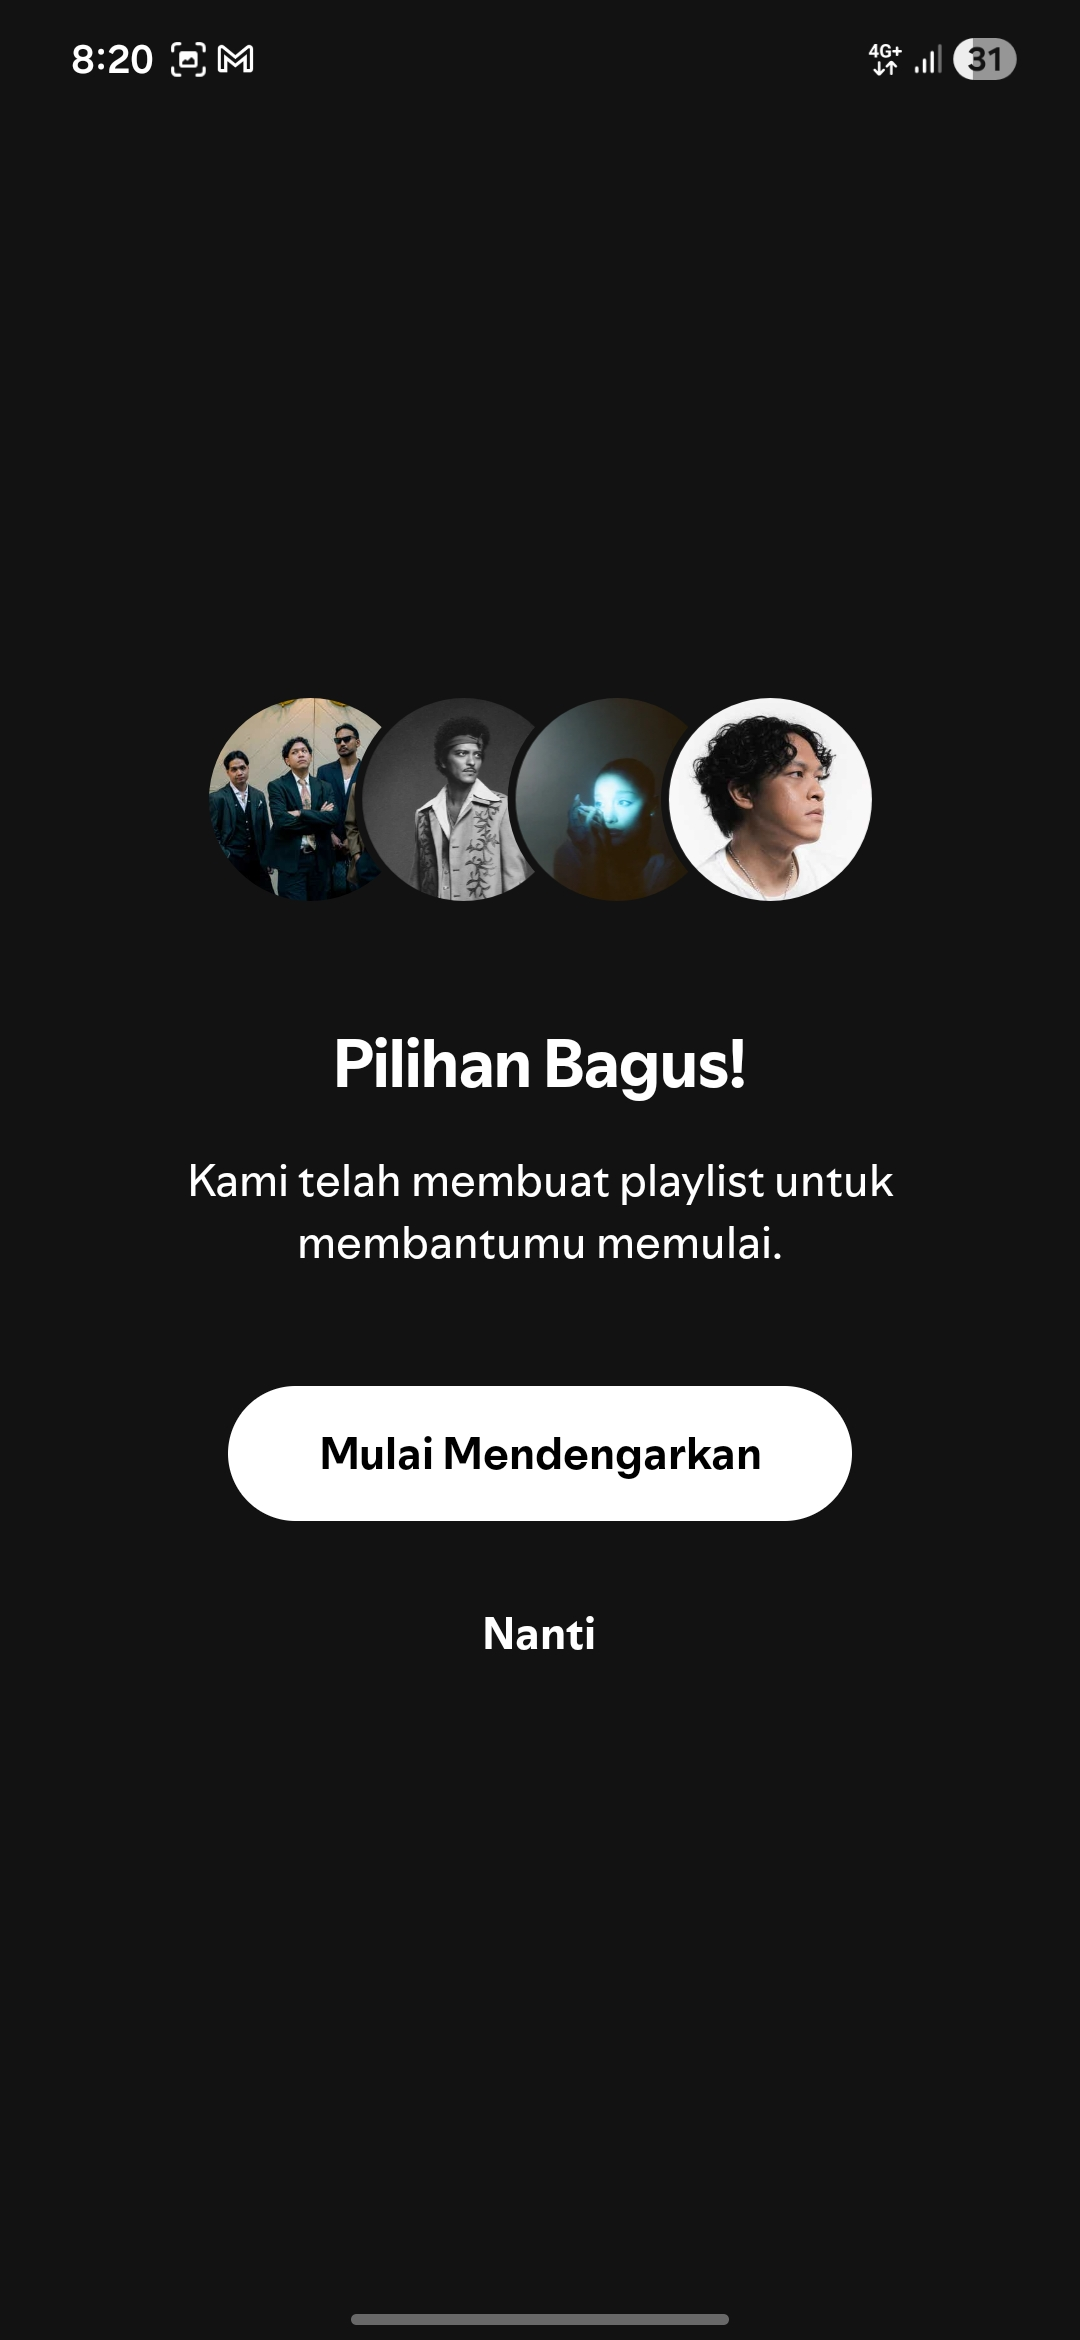 8:20
4G+
31
Pilihan Bagus!
Kami telah membuat playlist untuk
membantumu memulai.
Mulai Mendengarkan
Nanti